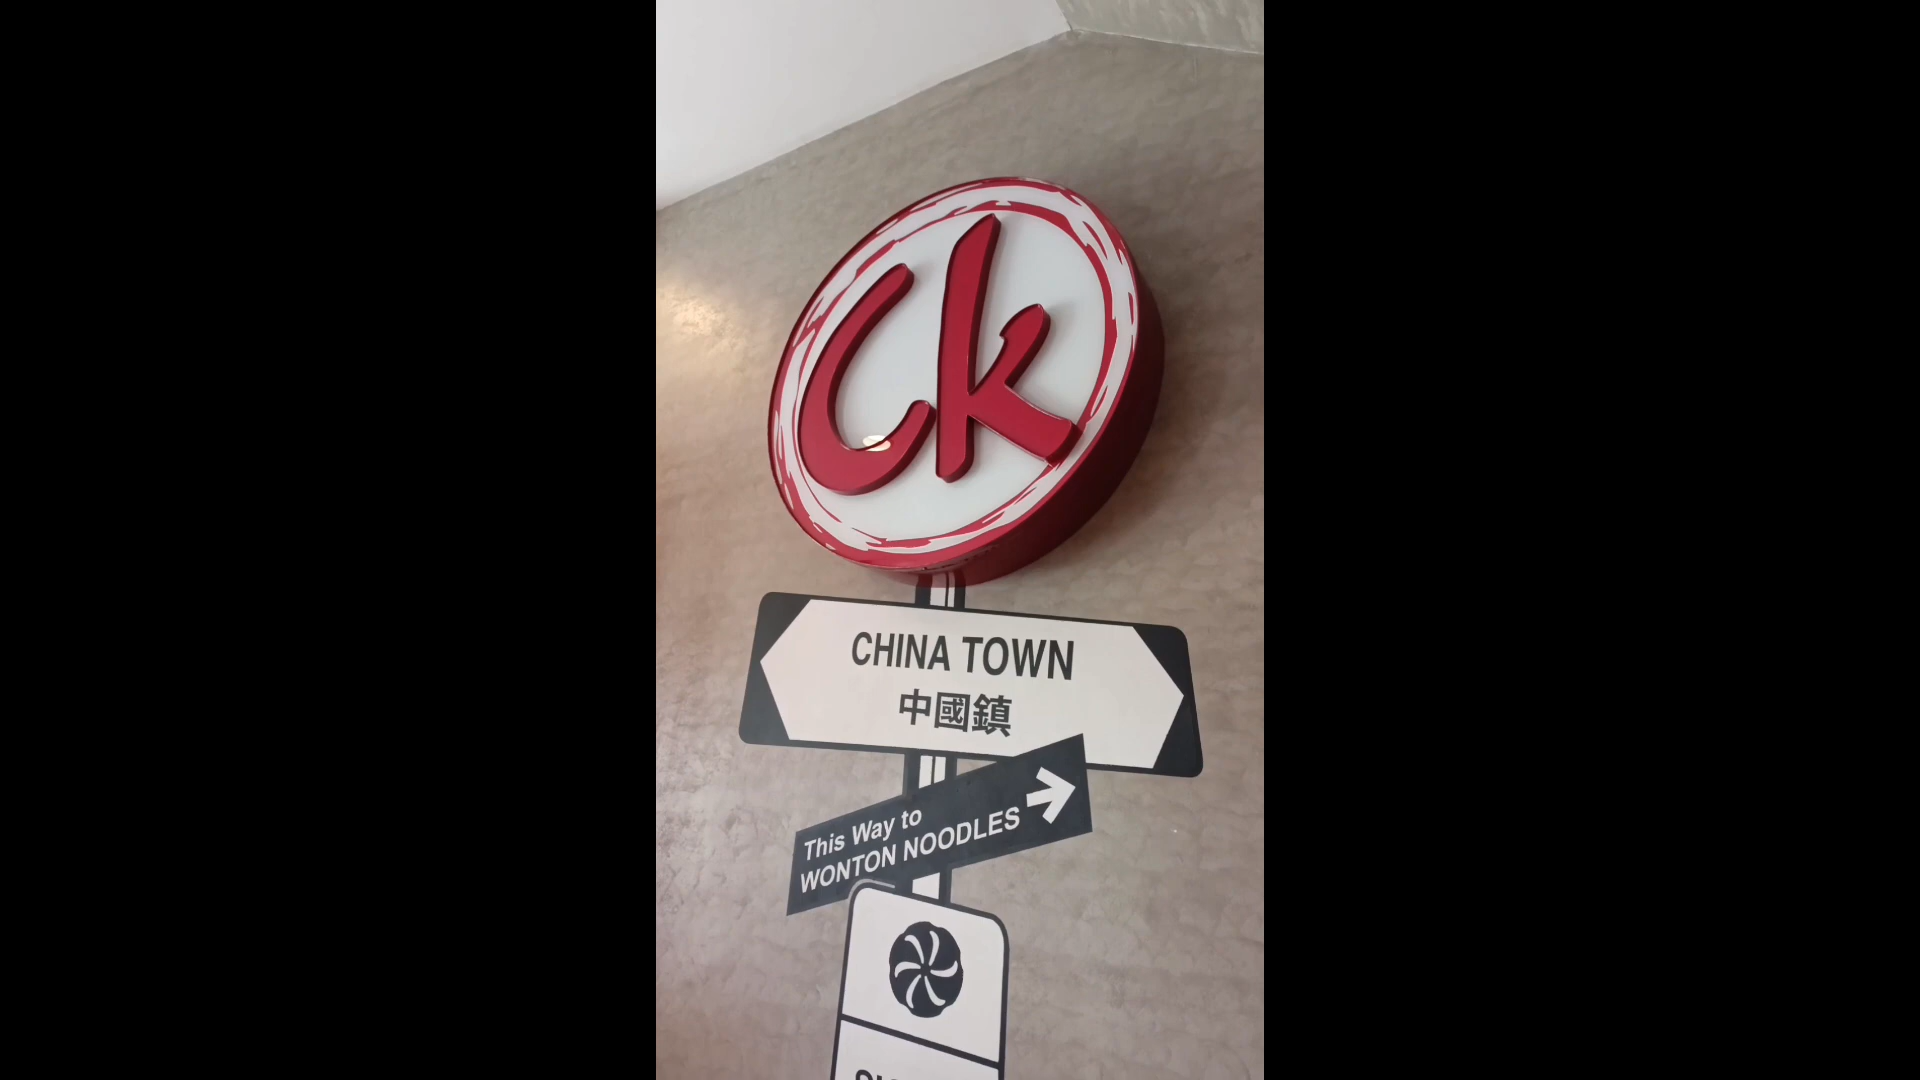 Ck
CHINA TOWN
中國鎮
This Way to
WONTON NOODLES